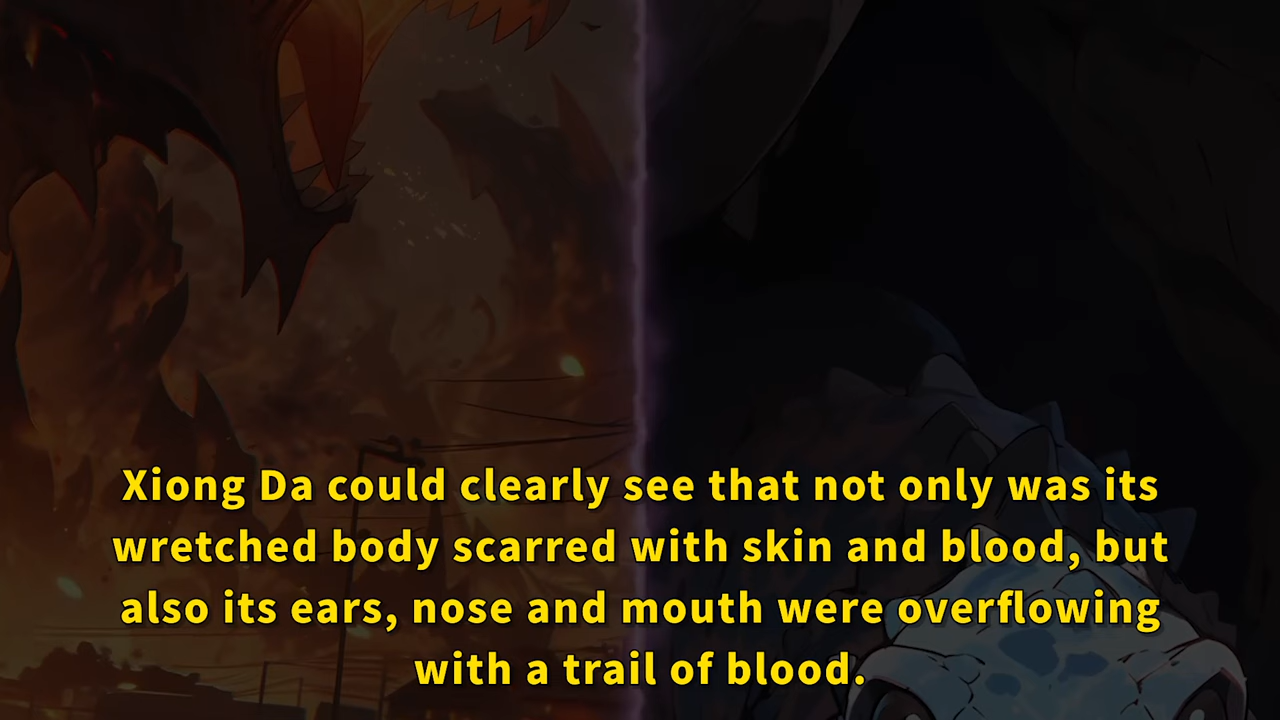 Xiong Da could clearly see that not only was its
wretched body scarred with skin and blood, but
also its ears, nose and mouth were overflowing
with a trail of blood.